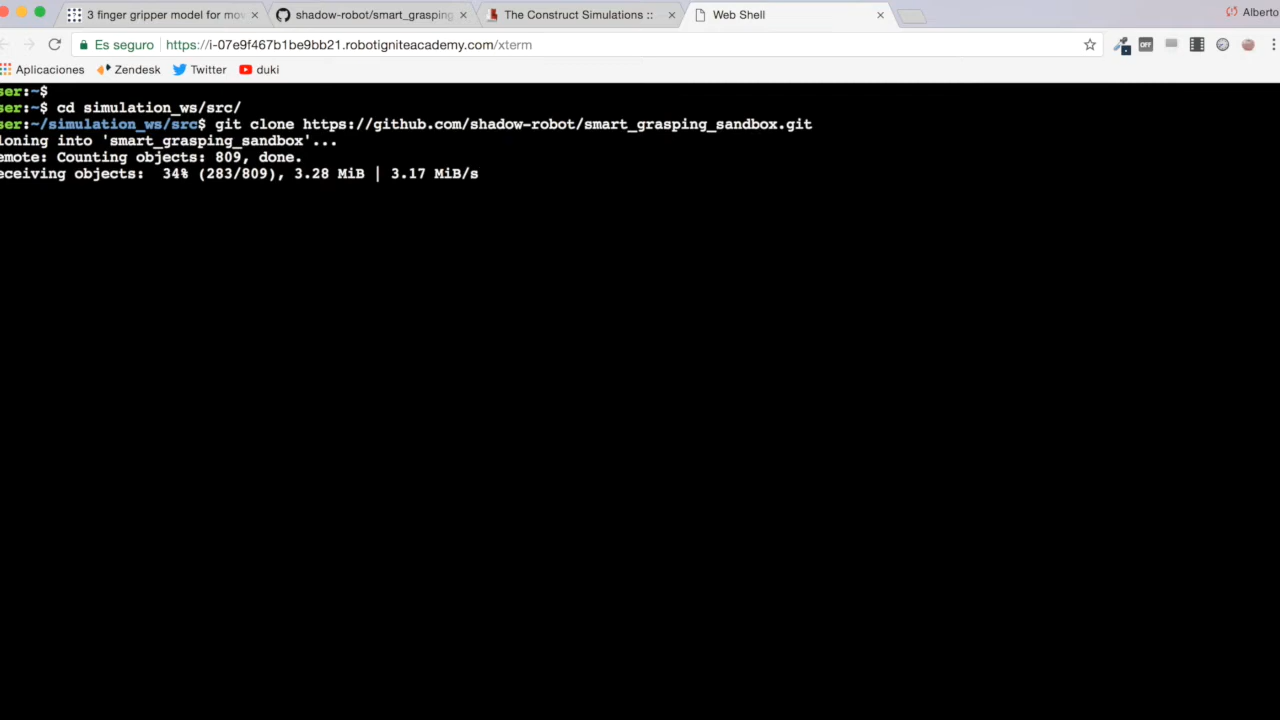 3 finger gripper model for mov
shadow-robot/smart_grasping
The Construct Simulations ::
Web Shell
Alberto
Es seguro
https://i-07e9f467b1be9bb21.robotigniteacademy.com/xterm
OFF
Aplicaciones
Zendesk
Twitter
duki
ser:~$
ser:~$ cd simulation_ws/src/
ser:~/simulation_ws/src$ git clone https://github.com/shadow-robot/smart_grasping_sandbox.git
loning into 'smart_grasping_sandbox'...
emote: Counting objects: 809, done.
eceiving objects:  34% (283/809), 3.28 MiB | 3.17 MiB/s